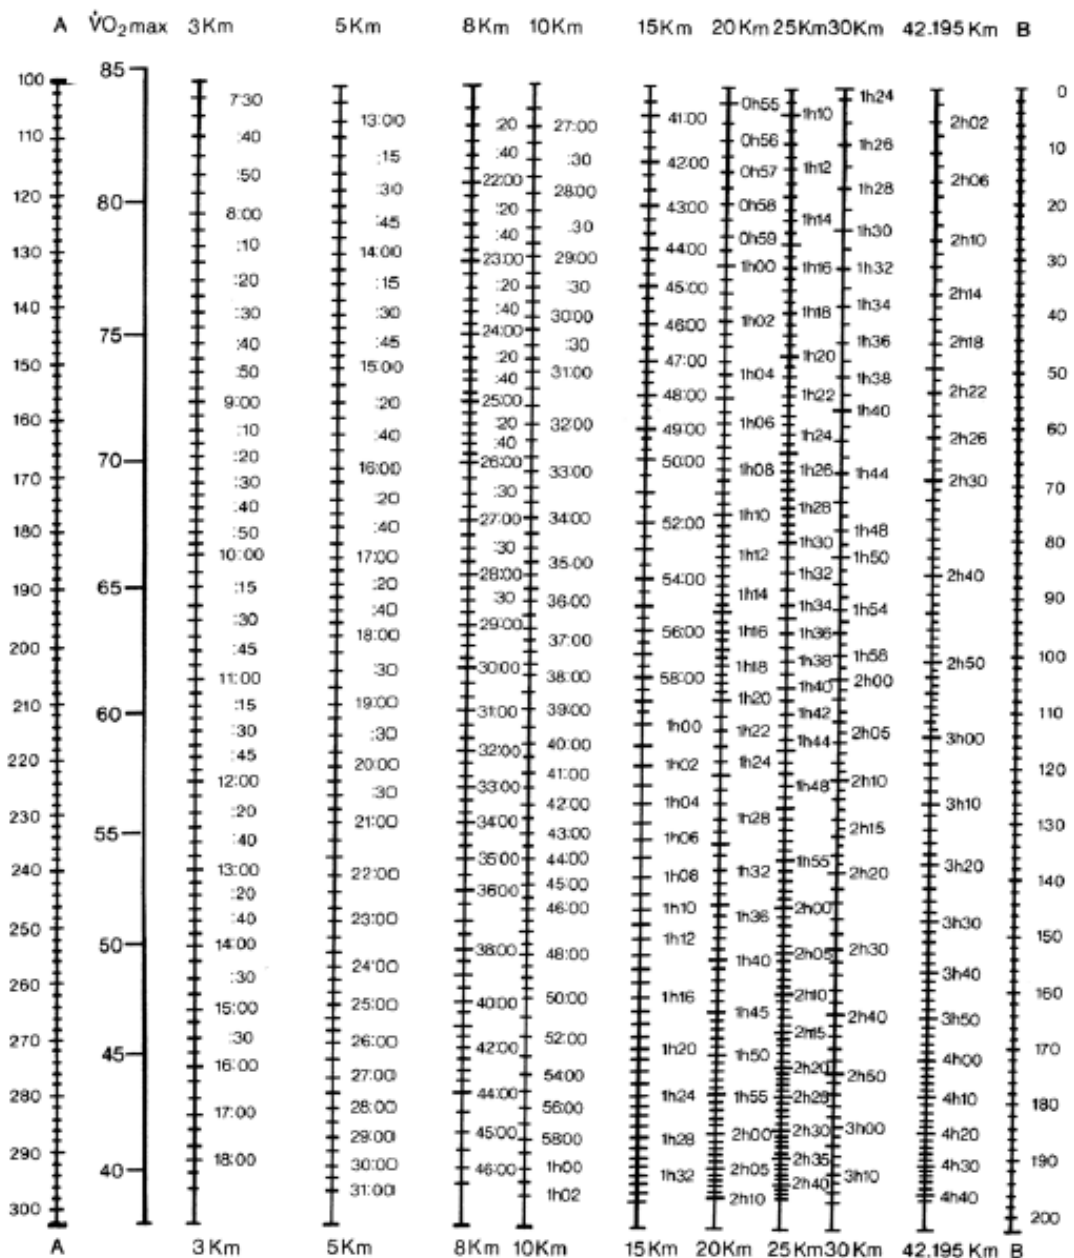 A V̇O2max 3Km 5Km 8Km 10Km 15Km 20Km 25Km 30Km 42.195 Km B
100
110
120
130
140
150
160
170
180
190
200
210
220
230
240
250
260
270
280
290
300
85
80
75
70
65
60
55
50
45
40
7:30
:40
:50
8:00
:10
:20
:30
:40
:50
9:00
:10
:20
:30
:40
:50
10:00
:15
:30
:45
11:00
:15
:30
:45
12:00
:20
:40
13:00
:20
:40
14:00
:30
15:00
:30
16:00
17:00
18:00
13:00
:15
:30
:45
14:00
:15
:30
:45
15:00
:20
:40
16:00
:20
:40
17:00
:20
:40
18:00
:30
19:00
:30
20:00
:30
21:00
22:00
23:00
24:00
25:00
26:00
27:00
28:00
29:00
30:00
31:00
:20
:40
22:00
:20
:40
23:00
:20
:40
24:00
:20
:40
25:00
:20
:40
26:00
:30
27:00
:30
28:00
:30
29:00
30:00
31:00
32:00
33:00
34:00
35:00
36:00
38:00
40:00
42:00
44:00
45:00
46:00
27:00
:30
28:00
:30
29:00
:30
30:00
:30
31:00
32:00
33:00
34:00
35:00
36:00
37:00
38:00
39:00
40:00
41:00
42:00
43:00
44:00
45:00
46:00
48:00
50:00
52:00
54:00
56:00
58:00
1h00
1h02
41:00
42:00
43:00
44:00
45:00
46:00
47:00
48:00
49:00
50:00
52:00
54:00
56:00
58:00
1h00
1h02
1h04
1h06
1h08
1h10
1h12
1h16
1h20
1h24
1h28
1h32
0h55
0h56
0h57
0h58
0h59
1h00
1h02
1h04
1h06
1h08
1h10
1h12
1h14
1h16
1h18
1h20
1h22
1h24
1h28
1h32
1h36
1h40
1h45
1h50
1h55
2h00
2h05
2h10
1h10
1h12
1h14
1h16
1h18
1h20
1h22
1h24
1h26
1h28
1h30
1h32
1h34
1h36
1h38
1h40
1h42
1h44
1h48
1h55
2h00
2h05
2h10
2h15
2h20
2h25
2h30
2h35
2h40
1h24
1h26
1h28
1h30
1h32
1h34
1h36
1h38
1h40
1h44
1h48
1h50
1h54
1h58
2h00
2h05
2h10
2h15
2h20
2h30
2h40
2h50
3h00
3h10
2h02
2h06
2h10
2h14
2h18
2h22
2h26
2h30
2h40
2h50
3h00
3h10
3h20
3h30
3h40
3h50
4h00
4h10
4h20
4h30
4h40
0
10
20
30
40
50
60
70
80
90
100
110
120
130
140
150
160
170
180
190
200
A 3Km 5Km 8Km 10Km 15Km 20Km 25Km 30Km 42.195 Km B